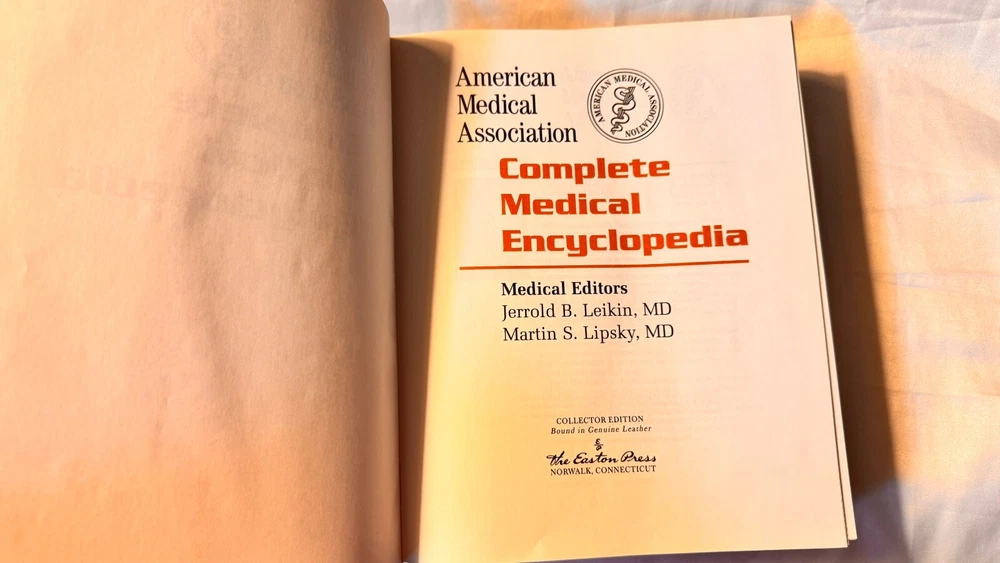 American
Medical
Association
AMERICAN MEDICAL ASSOCIATION
Complete
Medical
Encyclopedia
Medical Editors
Jerrold B. Leikin, MD
Martin S. Lipsky, MD
COLLECTOR EDITION
Bound in Genuine Leather
The Easton Press
NORWALK, CONNECTICUT